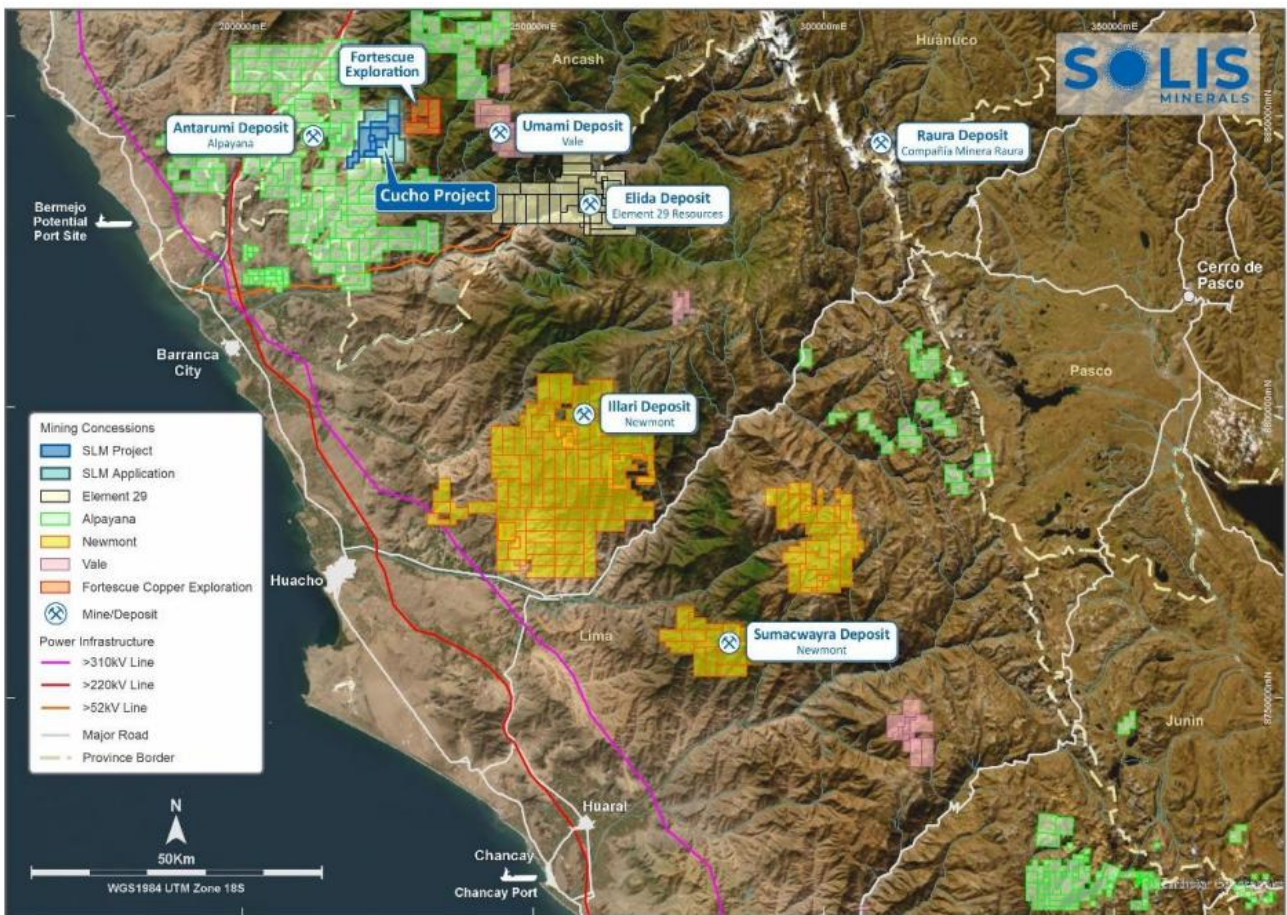 200000mE
250000mE
300000mE
350000mE
Ancash
Huánuco
SOLIS
MINERALS
Fortescue
Exploration
Antarumi Deposit
Alpayana
Umami Deposit
Vale
Raura Deposit
Compañía Minera Raura
8850000mN
Cucho Project
Elida Deposit
Element 29 Resources
Bermejo
Potential
Port Site
Cerro de
Pasco
Barranca
City
Pasco
Illari Deposit
Newmont
8800000mN
Mining Concessions
SLM Project
SLM Application
Element 29
Alpayana
Newmont
Vale
Fortescue Copper Exploration
Mine/Deposit
Power Infrastructure
>310kV Line
>220kV Line
>52kV Line
Major Road
Province Border
Huacho
Lima
Sumacwayra Deposit
Newmont
8750000mN
Junin
N
50Km
WGS1984 UTM Zone 18S
Huaral
Chancay
Chancay Port